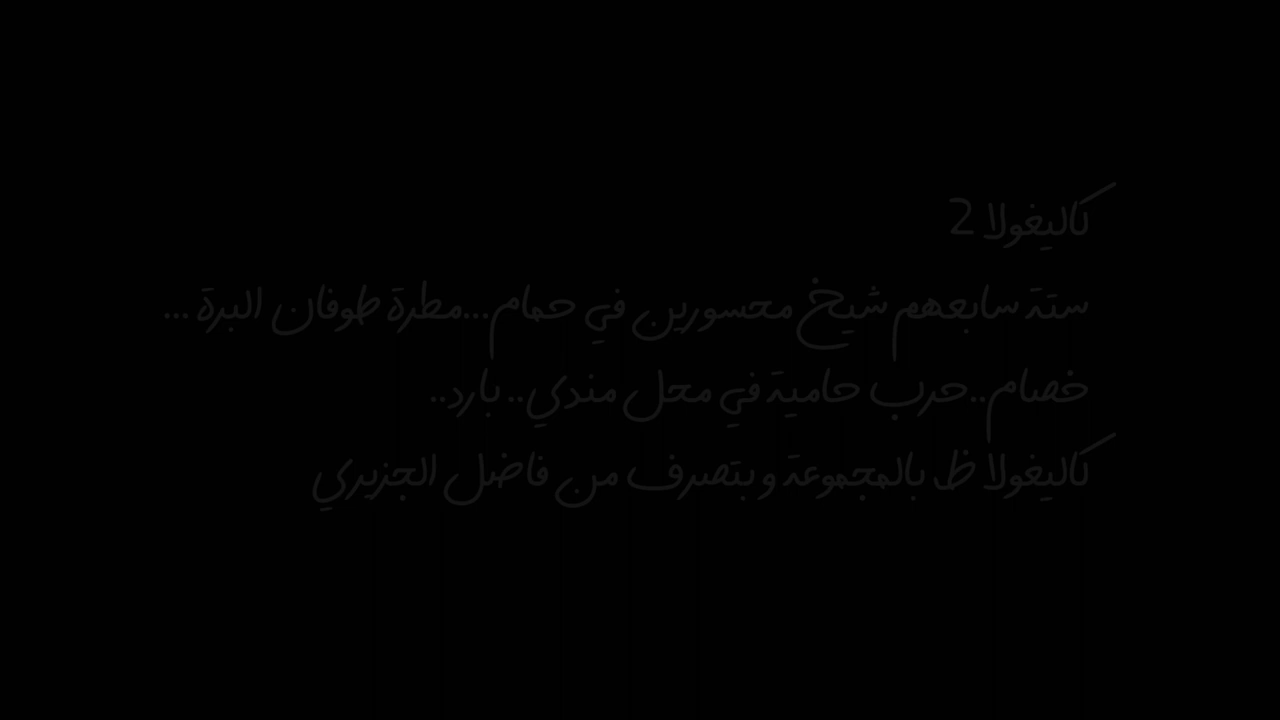 كاليغولا 2
ستة سابعهم شيخ محسورين في حمام...مطرة طوفان البرة ...
خصام..حرب حامية في محل مندي.. بارد..
كاليغولا ظ بالمجموعة و بتصرف من فاضل الجزيري